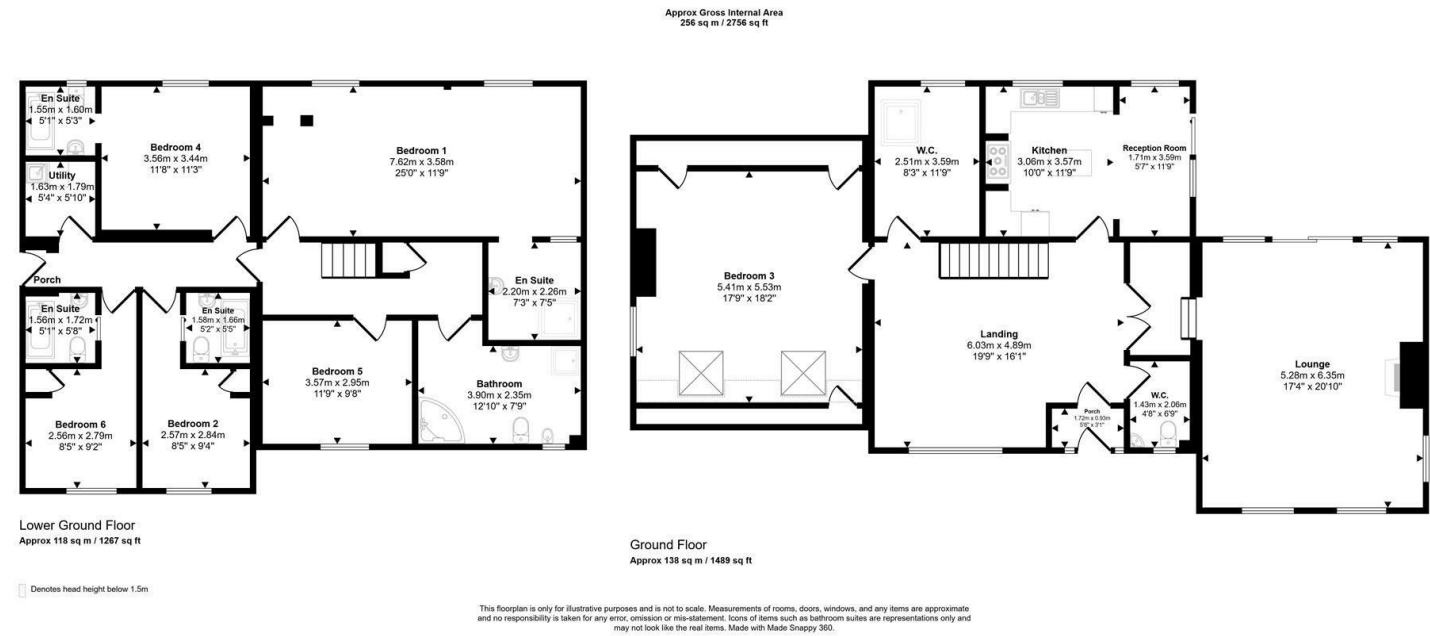 Approx Gross Internal Area
256 sq m / 2756 sq ft
En Suite
1.55m x 1.60m
5'1" x 5'3"
Bedroom 4
3.56m x 3.44m
11'8" x 11'3"
Utility
1.63m x 1.79m
5'4" x 5'10"
Bedroom 1
7.62m x 3.58m
25'0" x 11'9"
Porch
En Suite
2.20m x 2.26m
7'3" x 7'5"
En Suite
1.56m x 1.72m
5'1" x 5'8"
En Suite
1.58m x 1.66m
5'2" x 5'5"
Bedroom 5
3.57m x 2.95m
11'9" x 9'8"
Bathroom
3.90m x 2.35m
12'10" x 7'9"
Bedroom 6
2.56m x 2.79m
8'5" x 9'2"
Bedroom 2
2.57m x 2.84m
8'5" x 9'4"
Lower Ground Floor
Approx 118 sq m / 1267 sq ft
Denotes head height below 1.5m
W.C.
2.51m x 3.59m
8'3" x 11'9"
Kitchen
3.06m x 3.57m
10'0" x 11'9"
Reception Room
1.71m x 3.59m
5'7" x 11'9"
Bedroom 3
5.41m x 5.53m
17'9" x 18'2"
Landing
6.03m x 4.89m
19'9" x 16'1"
Lounge
5.28m x 6.35m
17'4" x 20'10"
Porch
1.72m x 0.93m
5'8" x 3'1"
W.C.
1.43m x 2.06m
4'8" x 6'9"
Ground Floor
Approx 138 sq m / 1489 sq ft
This floorplan is only for illustrative purposes and is not to scale. Measurements of rooms, doors, windows, and any items are approximate
and no responsibility is taken for any error, omission or mis-statement. Icons of items such as bathroom suites are representations only and
may not look like the real items. Made with Made Snappy 360.